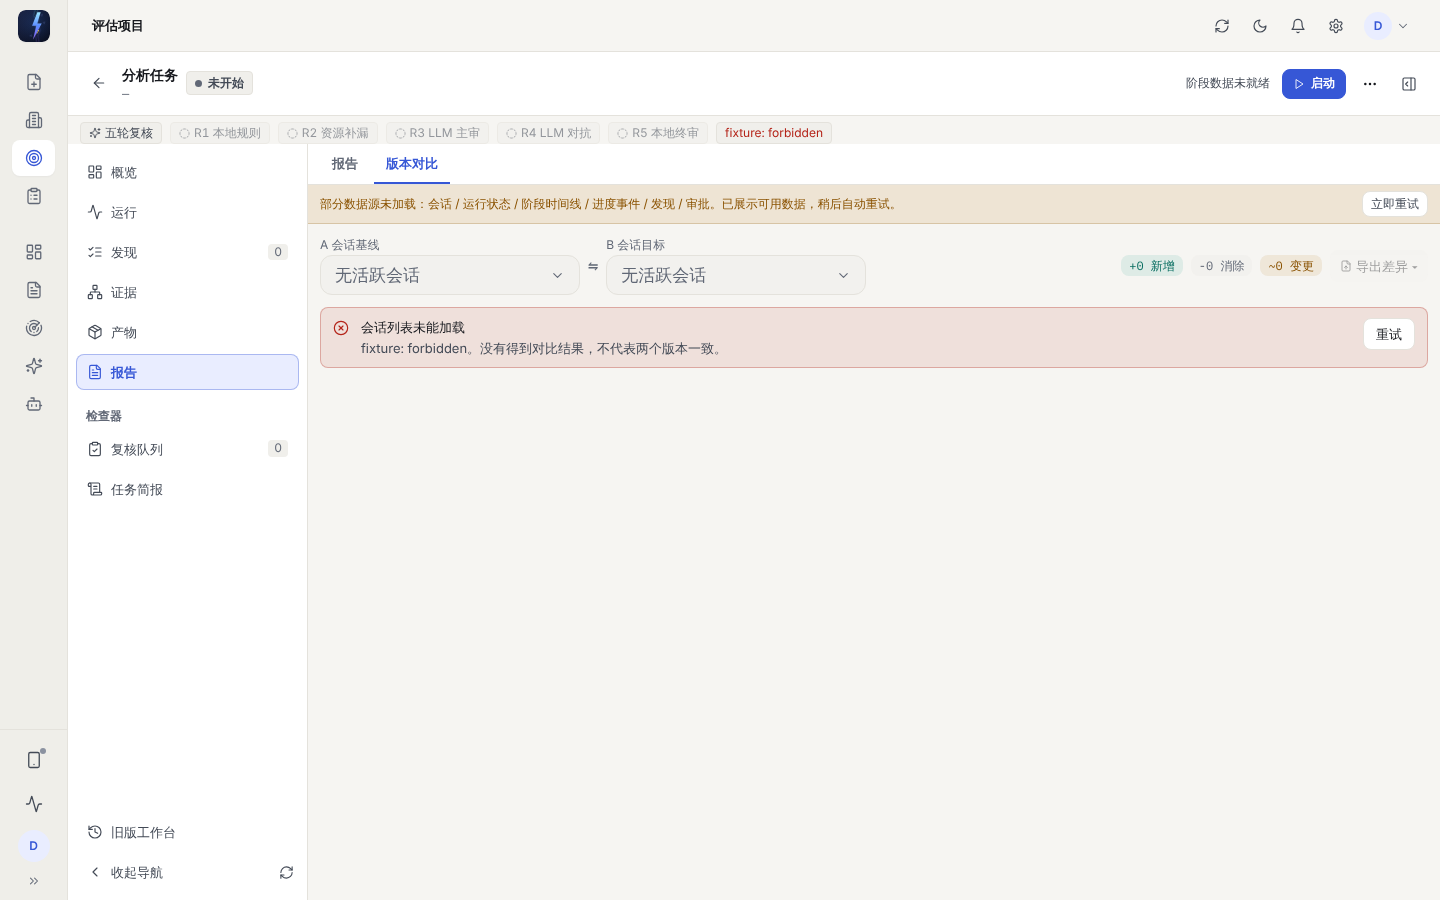 评估项目
D
分析任务
—
未开始
阶段数据未就绪
启动
五轮复核
R1 本地规则
R2 资源补漏
R3 LLM 主审
R4 LLM 对抗
R5 本地终审
fixture: forbidden
概览
运行
发现
0
证据
产物
报告
检查器
复核队列
0
任务简报
旧版工作台
收起导航
D
报告
版本对比
部分数据源未加载：会话 / 运行状态 / 阶段时间线 / 进度事件 / 发现 / 审批。已展示可用数据，稍后自动重试。
立即重试
A 会话基线
无活跃会话
⇋
B 会话目标
无活跃会话
+0 新增
-0 消除
~0 变更
导出差异
会话列表未能加载
fixture: forbidden。没有得到对比结果，不代表两个版本一致。
重试